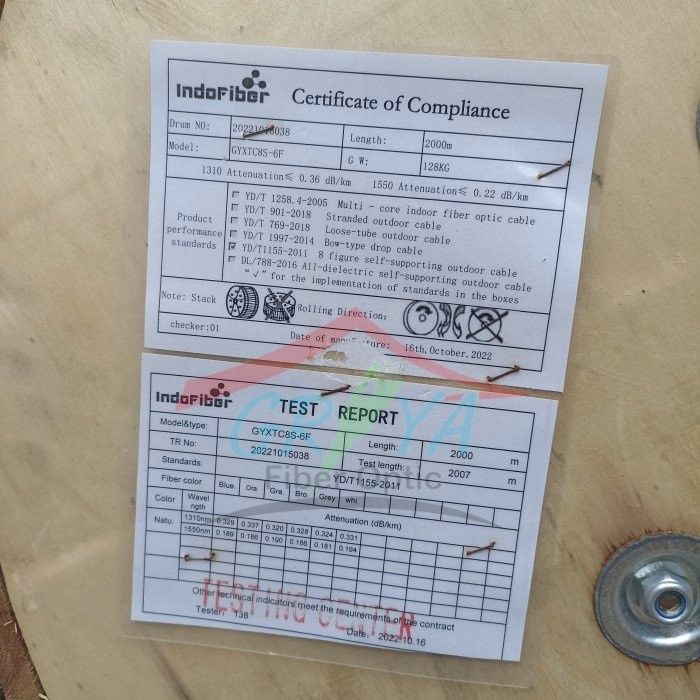 IndoFiber
Certificate of Compliance
Drum NO: 20221015038 Length: 2000m
Model: GYXTC8S-6F G W: 128KG
1310 Attenuation≤ 0.36 dB/km 1550 Attenuation≤ 0.22 dB/km
Product performance standards
YD/T 1258.4-2005 Multi - core indoor fiber optic cable
YD/T 901-2018 Stranded outdoor cable
YD/T 769-2018 Loose-tube outdoor cable
YD/T 1997-2014 Bow-type drop cable
☑ YD/T1155-2011 8 figure self-supporting outdoor cable
DL/788-2016 All-dielectric self-supporting outdoor cable
"√" for the implementation of standards in the boxes
Note: Stack Rolling Direction:
checker:01 Date of manufacture: 16th, October, 2022
IndoFiber
TEST REPORT
Model&type: GYXTC8S-6F Length: 2000 m
TR No: 20221015038 Test length: 2007 m
Standards: YD/T1155-2011
Fiber color Blue. Ora. Gre. Bro. Grey whi.
Color Wavel ngth Attenuation (dB/km)
Natu. 1310nm 0.329 0.337 0.320 0.328 0.324 0.331
1550nm 0.189 0.186 0.190 0.186 0.181 0.194
Other technical indicators meet the requirements of the contract
Tester: 138 Date: 2022.10.16
TESTING CENTER
CRAYA
Fiber Optic